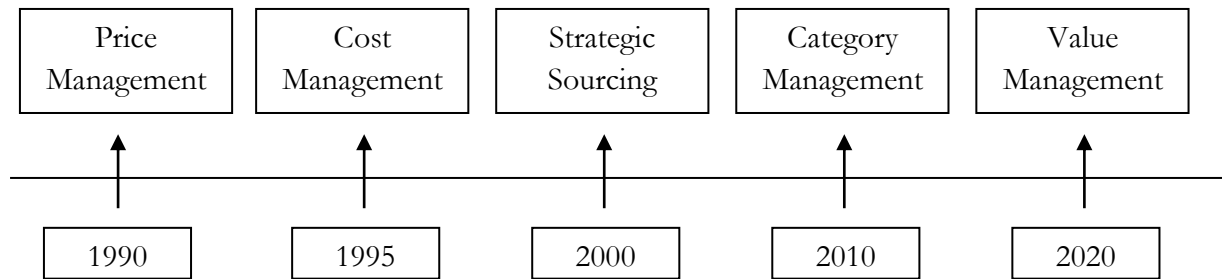 Price
Management
Cost
Management
Strategic
Sourcing
Category
Management
Value
Management
1990
1995
2000
2010
2020